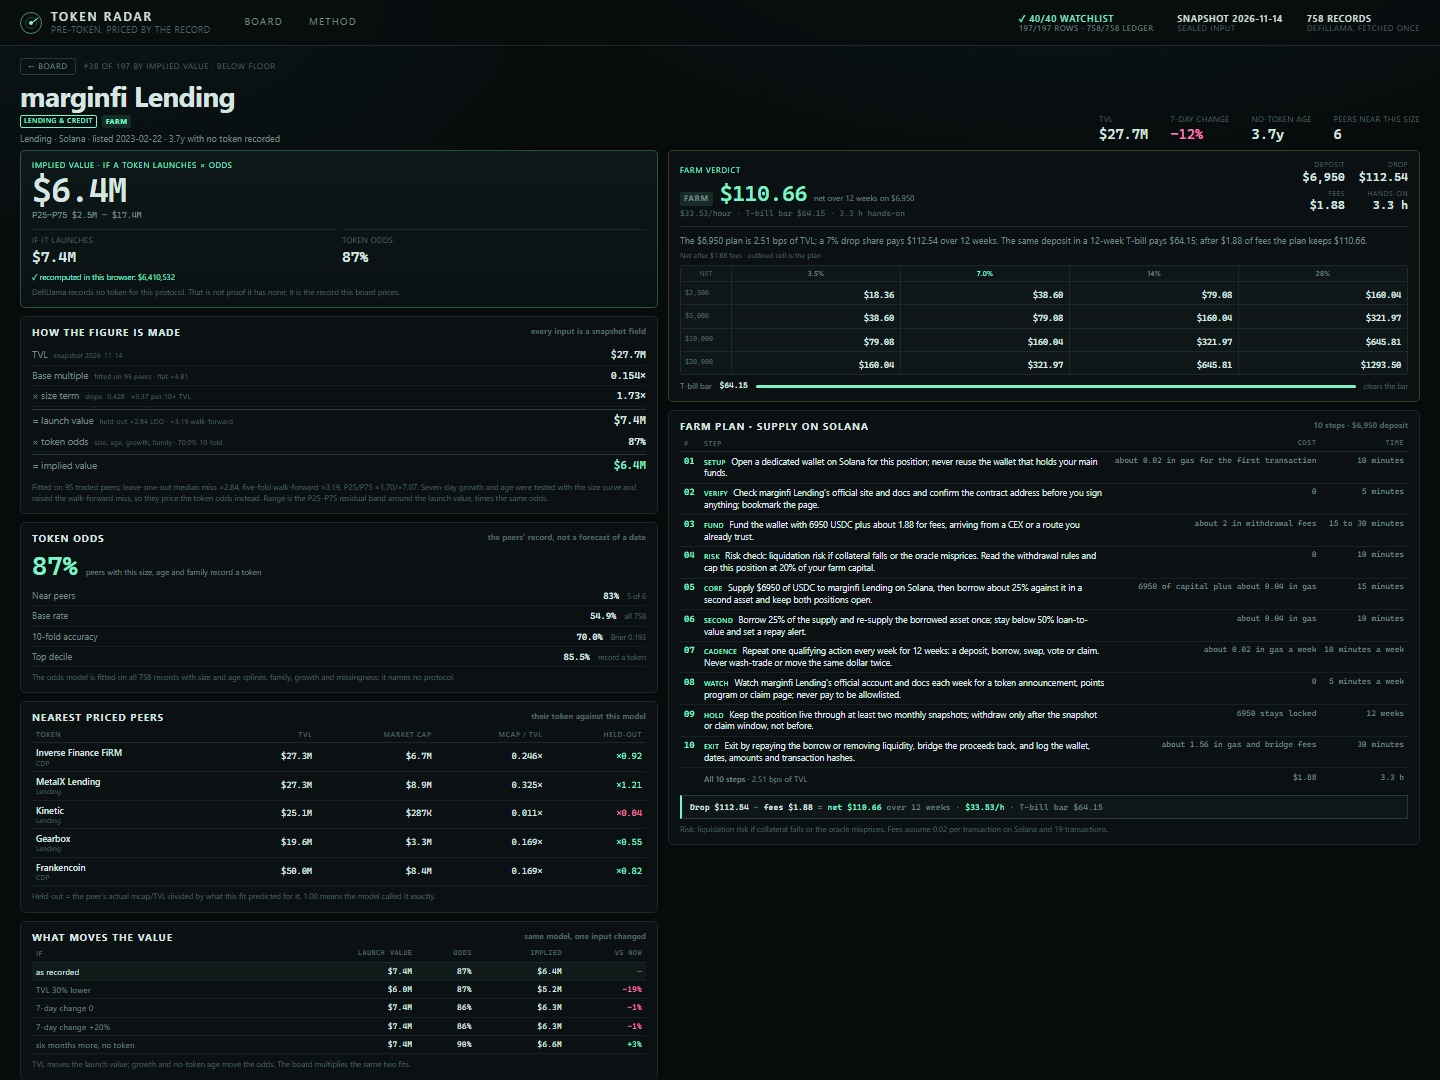 TOKEN RADAR
PRE-TOKEN, PRICED BY THE RECORD
BOARD
METHOD
✓ 40/40 WATCHLIST
197/197 ROWS · 758/758 LEDGER
SNAPSHOT 2026-11-14
SEALED INPUT
758 RECORDS
DEFILLAMA, FETCHED ONCE
← BOARD
#38 OF 197 BY IMPLIED VALUE · BELOW FLOOR
marginfi Lending
LENDING & CREDIT FARM
Lending · Solana · listed 2023-02-22 · 3.7y with no token recorded
TVL
$27.7M
7-DAY CHANGE
−12%
NO-TOKEN AGE
3.7y
PEERS NEAR THIS SIZE
6
IMPLIED VALUE · IF A TOKEN LAUNCHES × ODDS
$6.4M
P25–P75 $2.5M – $17.4M
IF IT LAUNCHES
$7.4M
TOKEN ODDS
87%
✓ recomputed in this browser: $6,410,532
DefiLlama records no token for this protocol. That is not proof it has none; it is the record this board prices.
HOW THE FIGURE IS MADE
every input is a snapshot field
TVL snapshot 2026-11-14 $27.7M
Base multiple fitted on 95 peers · flat ×4.81 0.154×
× size term slope -0.428 · ×0.37 per 10× TVL 1.73×
= launch value held-out ×2.84 LOO · ×3.19 walk-forward $7.4M
× token odds size, age, growth, family · 70.0% 10-fold 87%
= implied value $6.4M
Fitted on 95 traded peers; leave-one-out median miss ×2.84, five-fold walk-forward ×3.19, P25/P75 ×1.70/×7.07. Seven-day growth and age were tested with the size curve and
raised the walk-forward miss, so they price the token odds instead. Range is the P25–P75 residual band around the launch value, times the same odds.
TOKEN ODDS
the peers' record, not a forecast of a date
87% peers with this size, age and family record a token
Near peers 83% 5 of 6
Base rate 54.9% all 758
10-fold accuracy 70.0% Brier 0.193
Top decile 85.5% record a token
The odds model is fitted on all 758 records with size and age splines, family, growth and missingness; it names no protocol.
NEAREST PRICED PEERS
their token against this model
TOKEN TVL MARKET CAP MCAP / TVL HELD-OUT
Inverse Finance FiRM $27.3M $6.7M 0.246× ×0.92
CDP
MetalX Lending $27.3M $8.9M 0.325× ×1.21
Lending
Kinetic $25.1M $287K 0.011× ×0.04
Lending
Gearbox $19.6M $3.3M 0.169× ×0.55
Lending
Frankencoin $50.0M $8.4M 0.169× ×0.82
CDP
Held-out = the peer's actual mcap/TVL divided by what this fit predicted for it. 1.00 means the model called it exactly.
WHAT MOVES THE VALUE
same model, one input changed
IF LAUNCH VALUE ODDS IMPLIED VS NOW
as recorded $7.4M 87% $6.4M –
TVL 30% lower $6.0M 87% $5.2M −19%
7-day change 0 $7.4M 86% $6.3M −1%
7-day change +20% $7.4M 86% $6.3M −1%
six months more, no token $7.4M 90% $6.6M +3%
TVL moves the launch value; growth and no-token age move the odds. The board multiplies the same two fits.
FARM VERDICT
FARM $110.66 net over 12 weeks on $6,950
$33.53/hour · T-bill bar $64.15 · 3.3 h hands-on
DEPOSIT
$6,950
DROP
$112.54
FEES
$1.88
HANDS ON
3.3 h
The $6,950 plan is 2.51 bps of TVL; a 7% drop share pays $112.54 over 12 weeks. The same deposit in a 12-week T-bill pays $64.15; after $1.88 of fees the plan keeps $110.66.
Net after $1.88 fees · outlined cell is the plan
NET 3.5% 7.0% 14% 28%
$2,500 $18.36 $38.60 $79.08 $160.04
$5,000 $38.60 $79.08 $160.04 $321.97
$10,000 $79.08 $160.04 $321.97 $645.81
$20,000 $160.04 $321.97 $645.81 $1293.50
T-bill bar $64.15 clears the bar
FARM PLAN · SUPPLY ON SOLANA
10 steps · $6,950 deposit
# STEP COST TIME
01 SETUP Open a dedicated wallet on Solana for this position; never reuse the wallet that holds your main about 0.02 in gas for the first transaction 10 minutes
funds.
02 VERIFY Check marginfi Lending's official site and docs and confirm the contract address before you sign 0 5 minutes
anything; bookmark the page.
03 FUND Fund the wallet with 6950 USDC plus about 1.88 for fees, arriving from a CEX or a route you about 2 in withdrawal fees 15 to 30 minutes
already trust.
04 RISK Risk check: liquidation risk if collateral falls or the oracle misprices. Read the withdrawal rules and 0 10 minutes
cap this position at 20% of your farm capital.
05 CORE Supply $6950 of USDC to marginfi Lending on Solana, then borrow about 25% against it in a 6950 of capital plus about 0.04 in gas 15 minutes
second asset and keep both positions open.
06 SECOND Borrow 25% of the supply and re-supply the borrowed asset once; stay below 50% loan-to- about 0.04 in gas 10 minutes
value and set a repay alert.
07 CADENCE Repeat one qualifying action every week for 12 weeks: a deposit, borrow, swap, vote or claim. about 0.02 in gas a week 10 minutes a week
Never wash-trade or move the same dollar twice.
08 WATCH Watch marginfi Lending's official account and docs each week for a token announcement, points 0 5 minutes a week
program or claim page; never pay to be allowlisted.
09 HOLD Keep the position live through at least two monthly snapshots; withdraw only after the snapshot 6950 stays locked 12 weeks
or claim window, not before.
10 EXIT Exit by repaying the borrow or removing liquidity, bridge the proceeds back, and log the wallet, about 1.56 in gas and bridge fees 30 minutes
dates, amounts and transaction hashes.
All 10 steps · 2.51 bps of TVL $1.88 3.3 h
Drop $112.54 − fees $1.88 = net $110.66 over 12 weeks · $33.53/h · T-bill bar $64.15
Risk: liquidation risk if collateral falls or the oracle misprices. Fees assume 0.02 per transaction on Solana and 19 transactions.